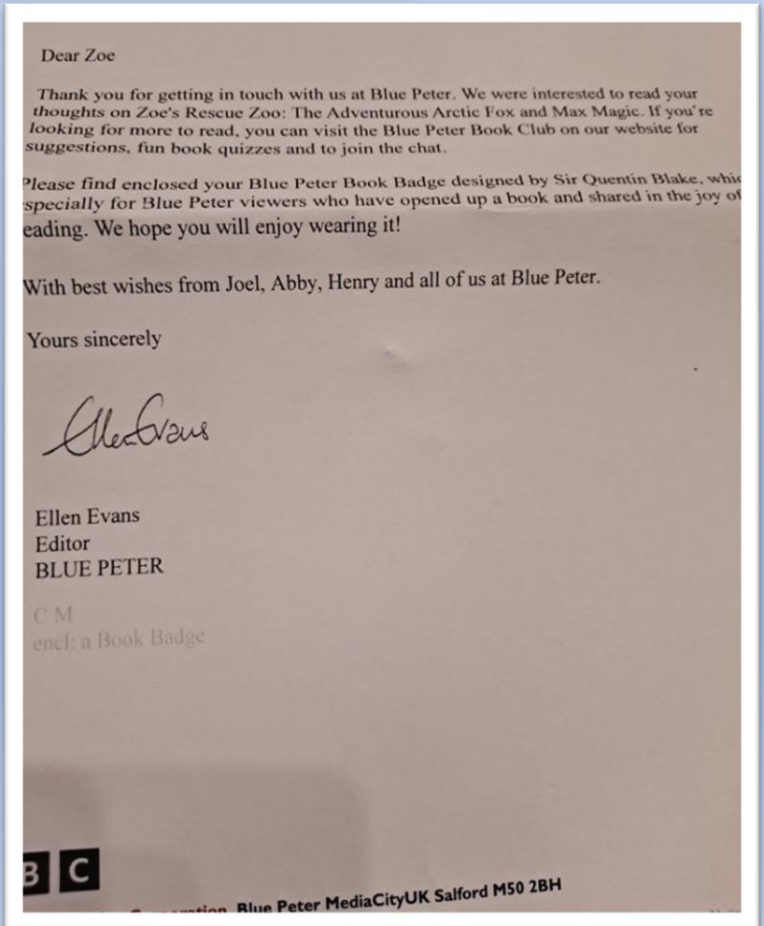 Dear Zoe
Thank you for getting in touch with us at Blue Peter. We were interested to read your
thoughts on Zoe's Rescue Zoo: The Adventurous Arctic Fox and Max Magic. If you're
looking for more to read, you can visit the Blue Peter Book Club on our website for
suggestions, fun book quizzes and to join the chat.
Please find enclosed your Blue Peter Book Badge designed by Sir Quentin Blake,
specially for Blue Peter viewers who have opened up a book and shared in the joy of
eading. We hope you will enjoy wearing it!
With best wishes from Joel, Abby, Henry and all of us at Blue Peter.
Yours sincerely
Ellen Evans
Ellen Evans
Editor
BLUE PETER
C M
encl: a Book Badge
B C
Blue Peter MediaCityUK Salford M50 2BH